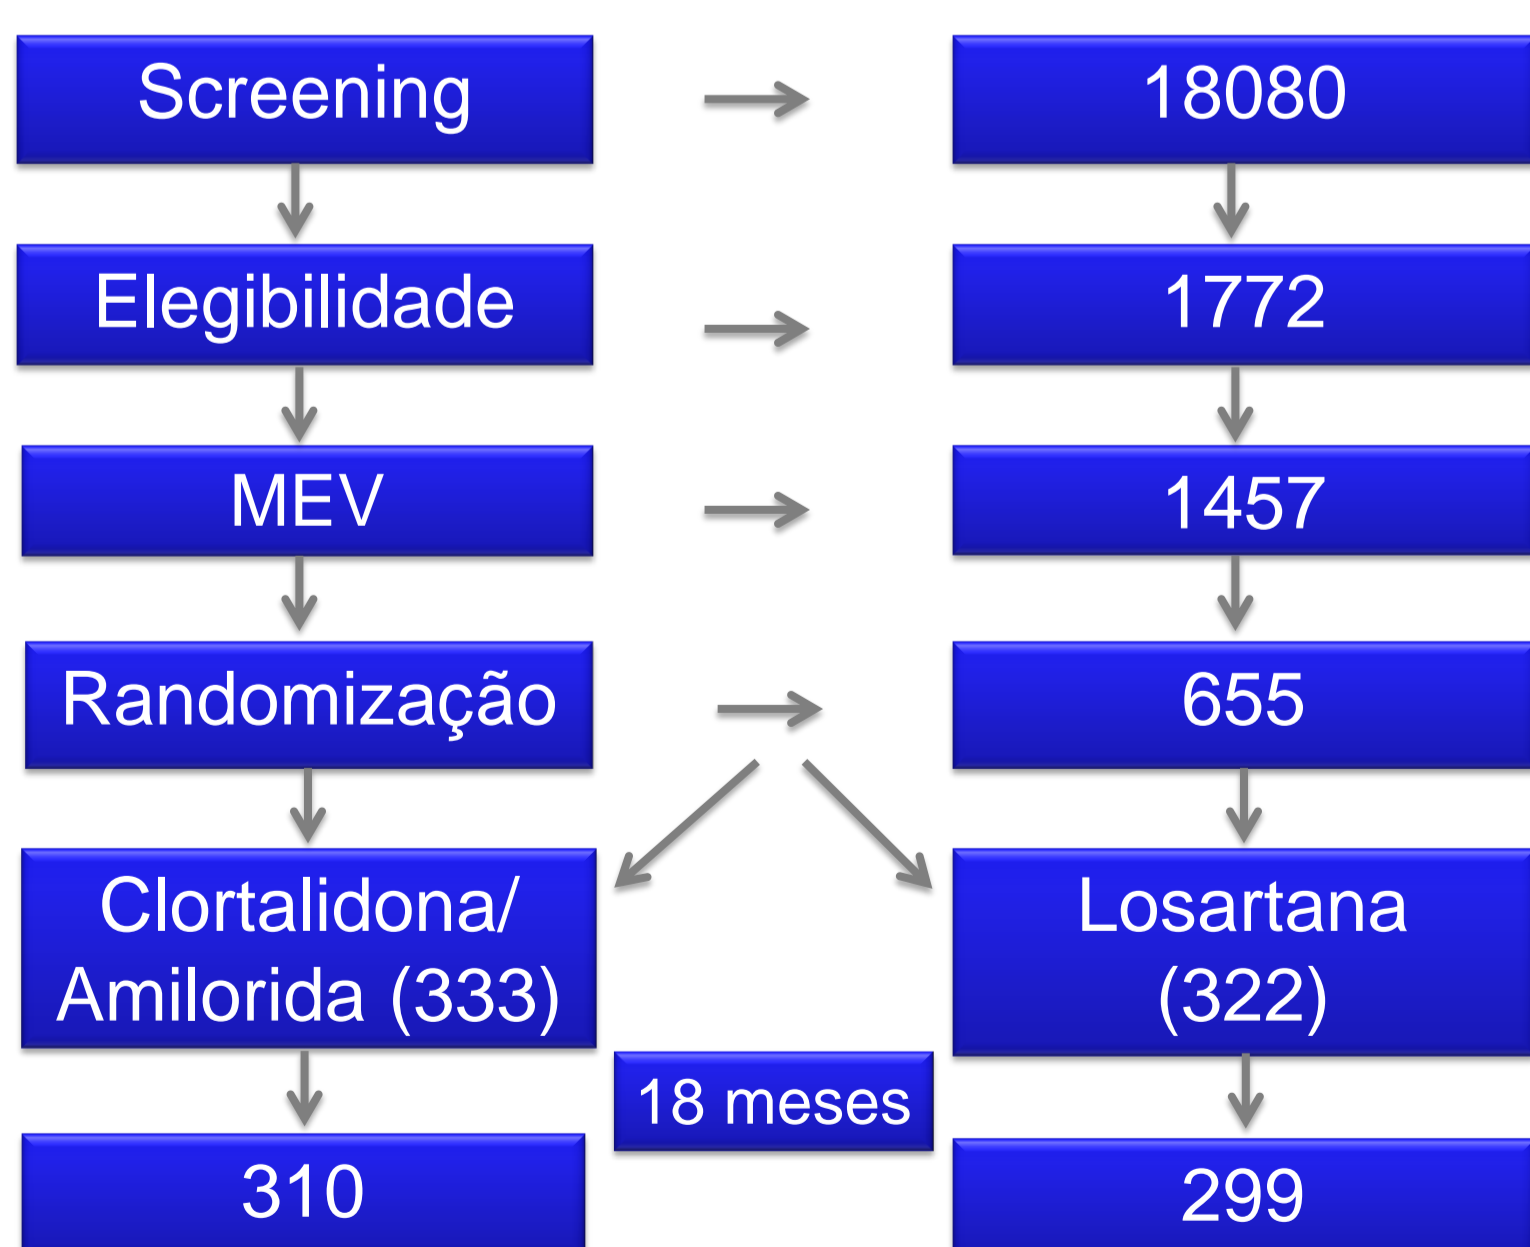 Screening
18080
Elegibilidade
1772
MEV
1457
Randomização
655
Clortalidona/
Amilorida (333)
Losartana
(322)
18 meses
310
299